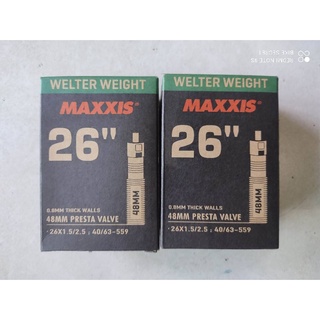 WELTER WEIGHT
MAXXIS
26"
48MM
0.8MM THICK WALLS
48MM PRESTA VALVE
· 26X1.5/2.5 , 40/63-559
WELTER WEIGHT
MAXXIS
26"
48MM
0.8MM THICK WALLS
48MM PRESTA VALVE
· 26X1.5/2.5 , 40/63-559